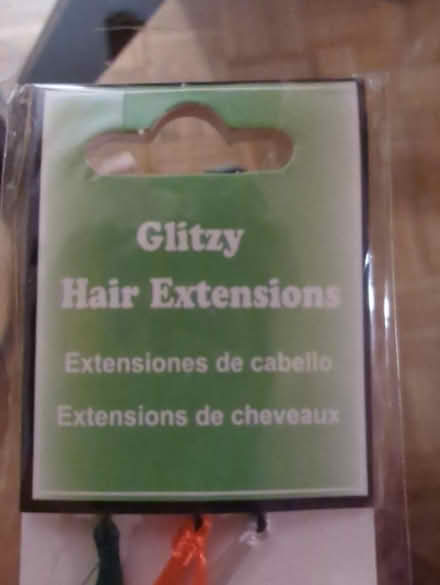 Glitzy
Hair Extensions
Extensiones de cabello
Extensions de cheveaux